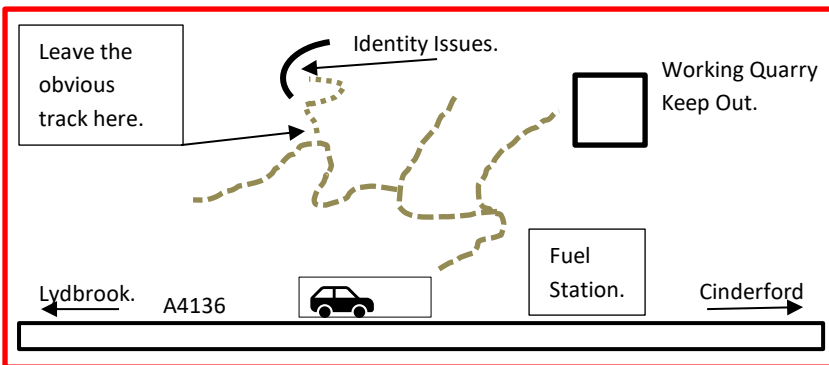 Leave the
obvious
track here.
Identity Issues.
Working Quarry
Keep Out.
Fuel
Station.
Lydbrook.
A4136
Cinderford